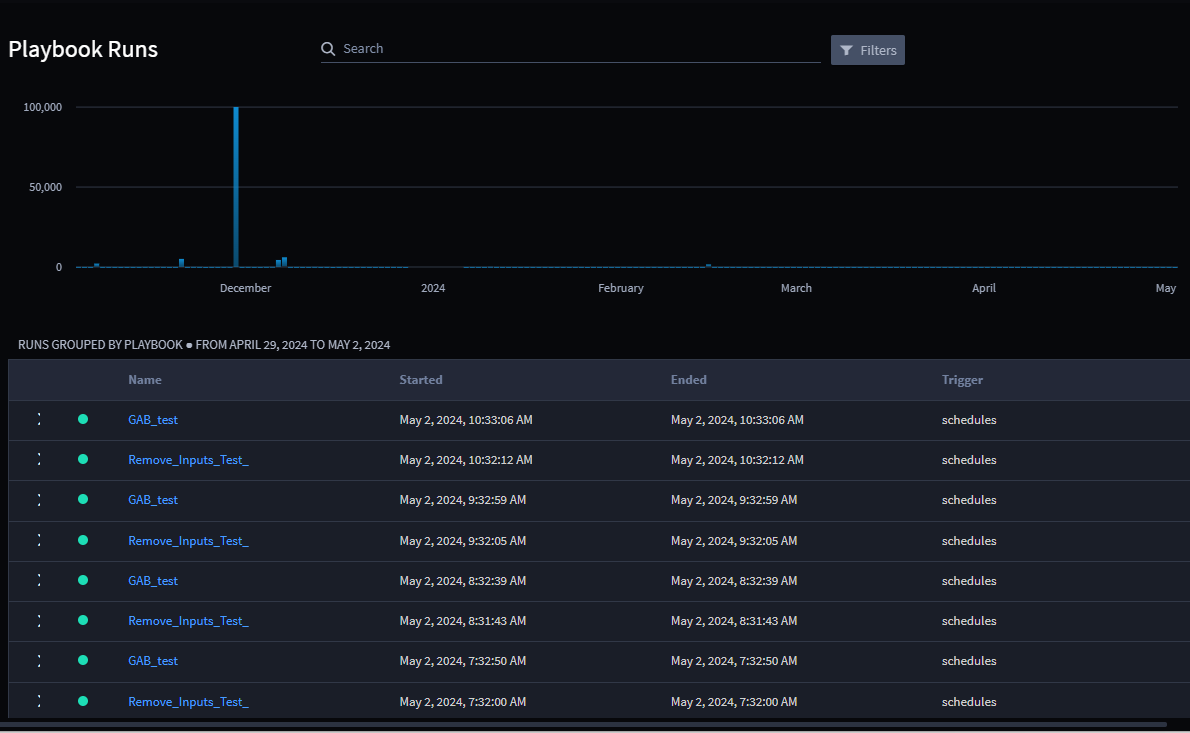 Playbook Runs
Search
Filters
100,000
50,000
0
December 2024 February March April May
RUNS GROUPED BY PLAYBOOK ● FROM APRIL 29, 2024 TO MAY 2, 2024
Name Started Ended Trigger
GAB_test May 2, 2024, 10:33:06 AM May 2, 2024, 10:33:06 AM schedules
Remove_Inputs_Test_ May 2, 2024, 10:32:12 AM May 2, 2024, 10:32:12 AM schedules
GAB_test May 2, 2024, 9:32:59 AM May 2, 2024, 9:32:59 AM schedules
Remove_Inputs_Test_ May 2, 2024, 9:32:05 AM May 2, 2024, 9:32:05 AM schedules
GAB_test May 2, 2024, 8:32:39 AM May 2, 2024, 8:32:39 AM schedules
Remove_Inputs_Test_ May 2, 2024, 8:31:43 AM May 2, 2024, 8:31:43 AM schedules
GAB_test May 2, 2024, 7:32:50 AM May 2, 2024, 7:32:50 AM schedules
Remove_Inputs_Test_ May 2, 2024, 7:32:00 AM May 2, 2024, 7:32:00 AM schedules